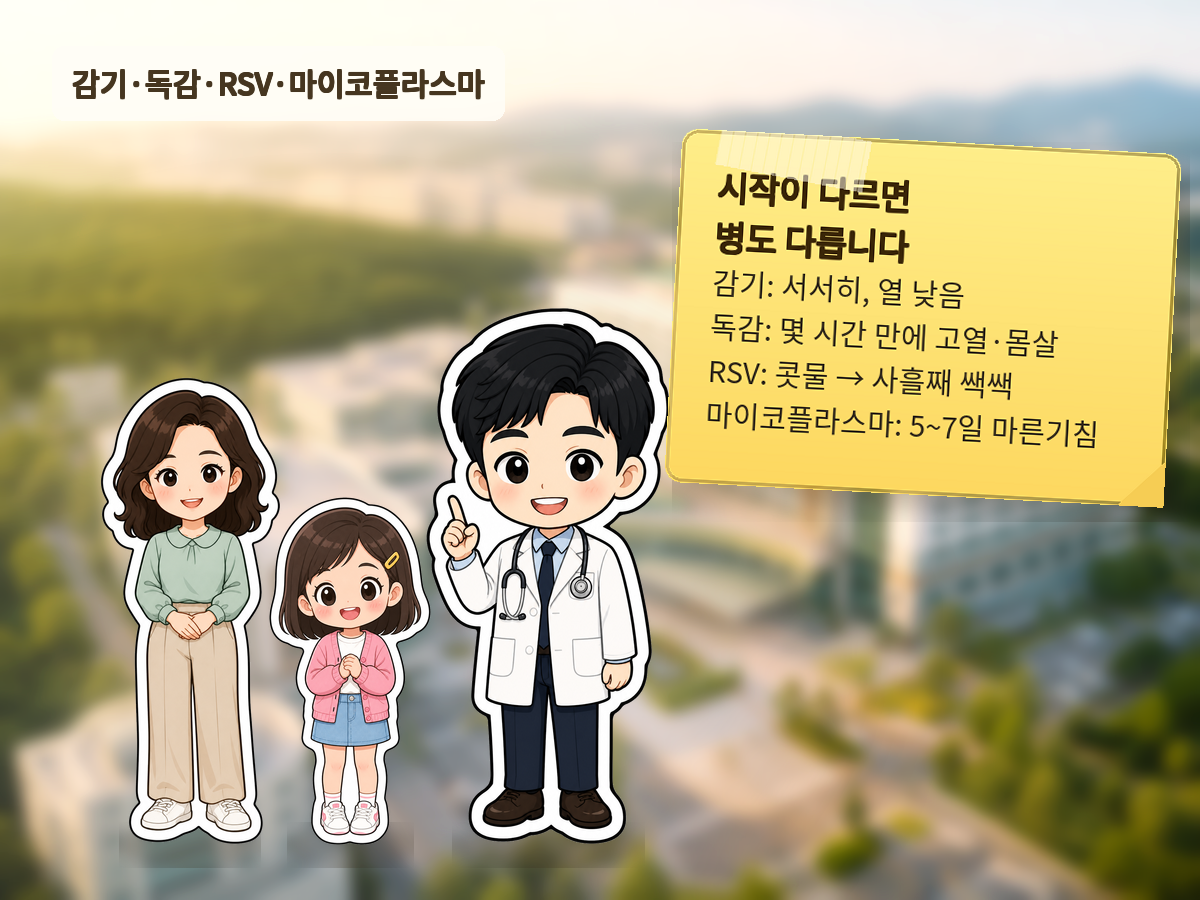 감기·독감·RSV·마이코플라스마
시작이 다르면
병도 다릅니다
감기: 서서히, 열 낮음
독감: 몇 시간 만에 고열·몸살
RSV: 콧물 → 사흘째 쌕쌕
마이코플라스마: 5~7일 마른기침